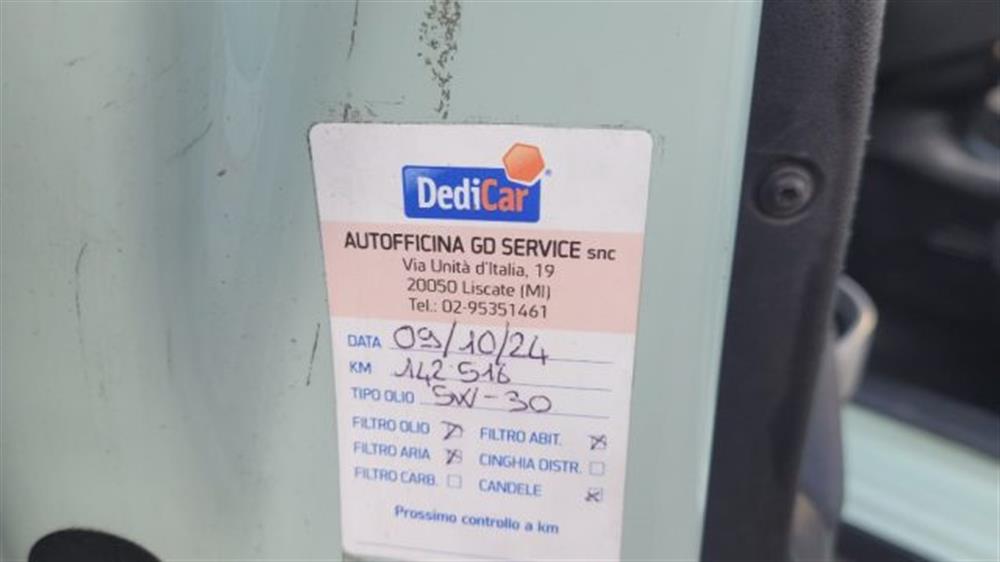 DediCar
AUTOFFICINA GD SERVICE snc
Via Unità d'Italia, 19
20050 Liscate (MI)
Tel.: 02-95351461
DATA 09/10/24
KM 142 516
TIPO OLIO 5W-30
FILTRO OLIO FILTRO ABIT.
FILTRO ARIA CINGHIA DISTR.
FILTRO CARB. CANDELE
Prossimo controllo a km